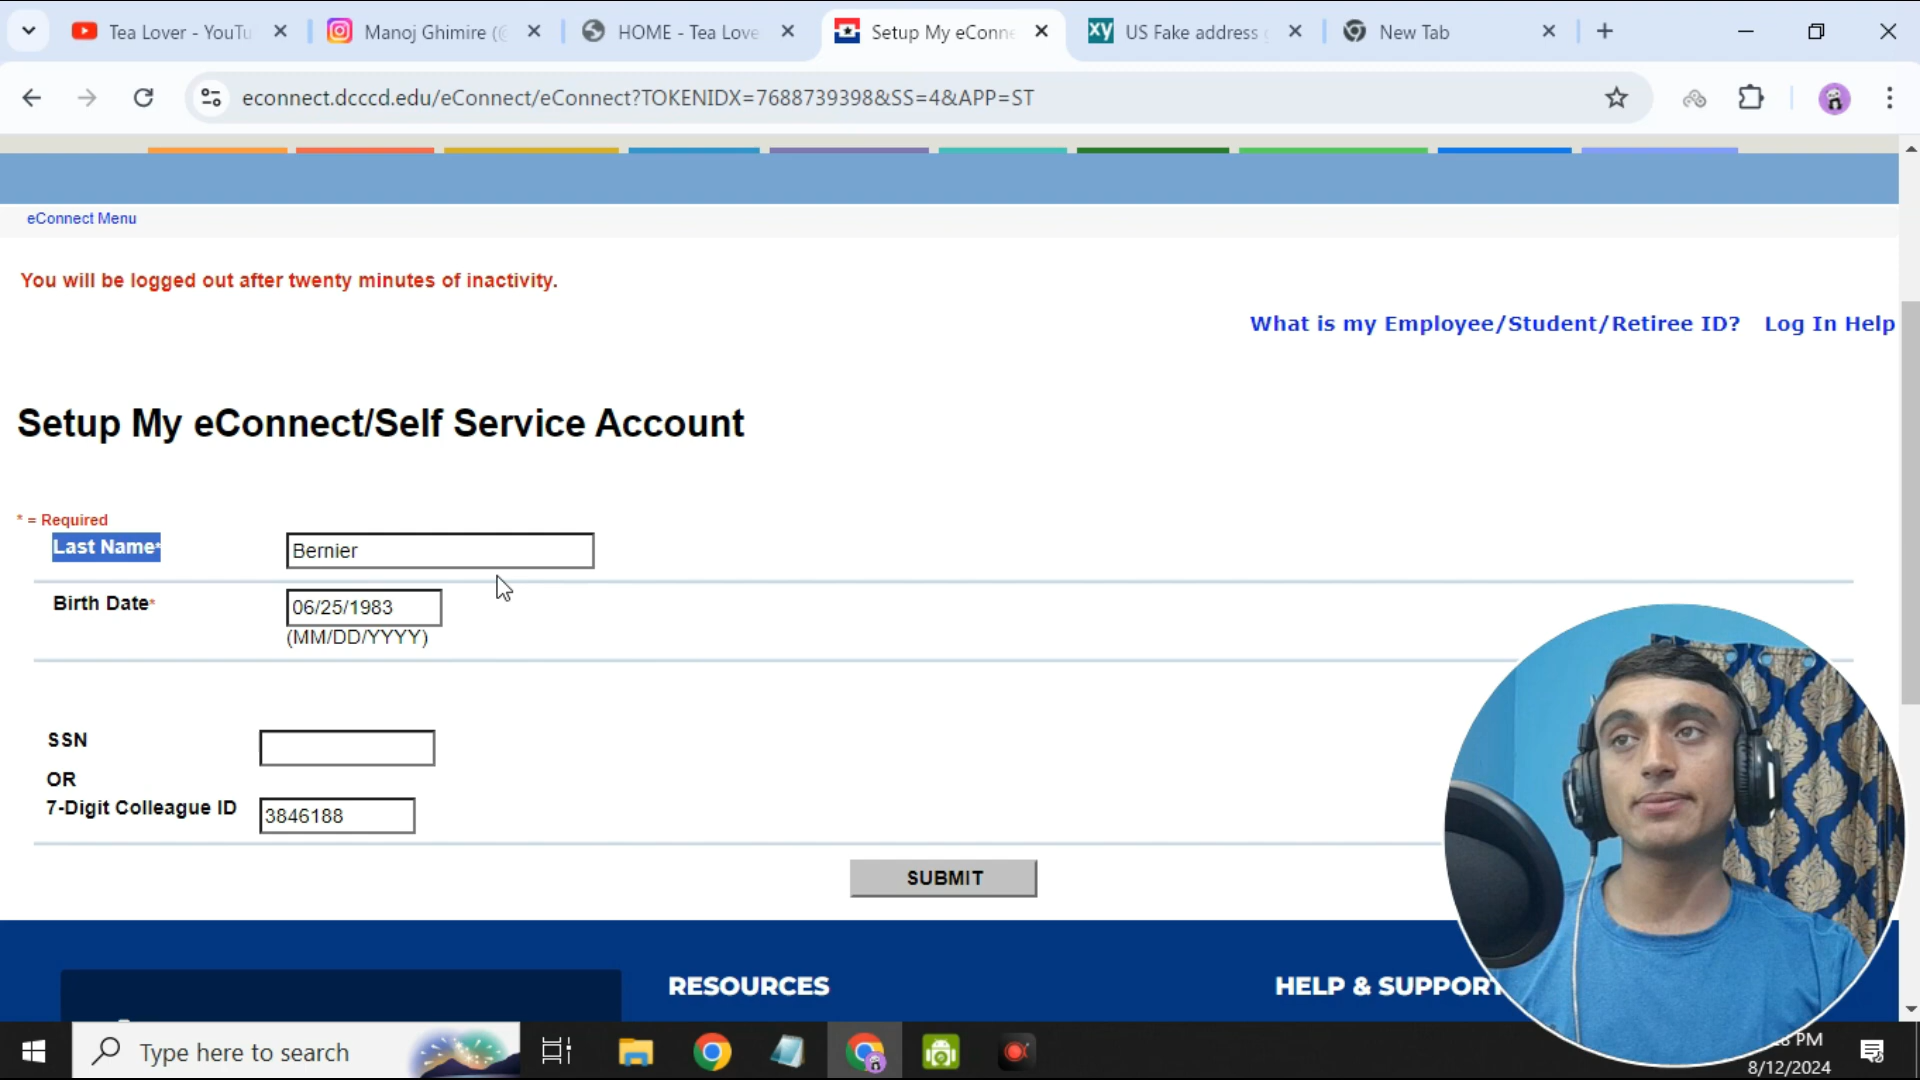 Tea Lover - YouTu
Manoj Ghimire (@
HOME - Tea Love
Setup My eConne
US Fake address g
New Tab
econnect.dcccd.edu/eConnect/eConnect?TOKENIDX=7688739398&SS=4&APP=ST
eConnect Menu
You will be logged out after twenty minutes of inactivity.
What is my Employee/Student/Retiree ID? Log In Help
Setup My eConnect/Self Service Account
* = Required
Last Name* Bernier
Birth Date* 06/25/1983
(MM/DD/YYYY)
SSN
OR
7-Digit Colleague ID 3846188
SUBMIT
RESOURCES
HELP & SUPPORT
Type here to search
PM
8/12/2024